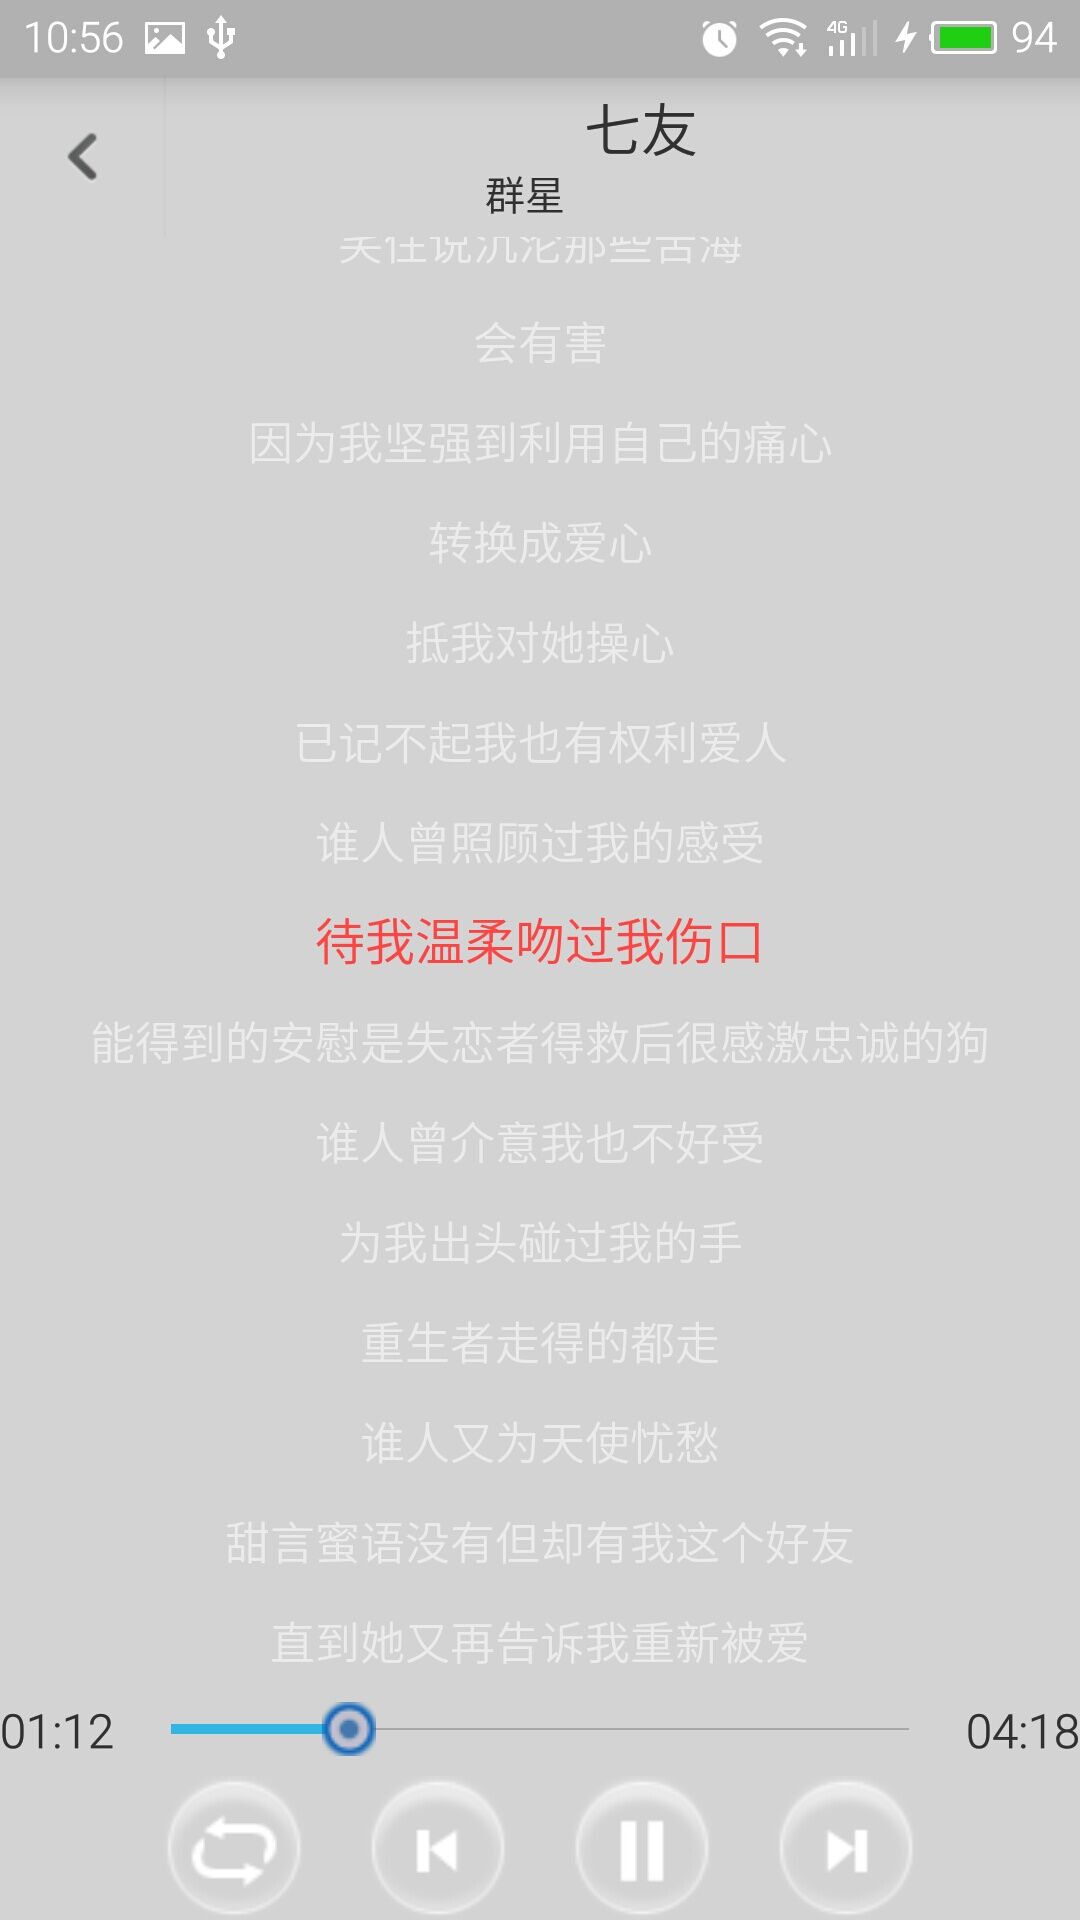 10:56 4G 94
七友
群星
会有害
因为我坚强到利用自己的痛心
转换成爱心
抵我对她操心
已记不起我也有权利爱人
谁人曾照顾过我的感受
待我温柔吻过我伤口
能得到的安慰是失恋者得救后很感激忠诚的狗
谁人曾介意我也不好受
为我出头碰过我的手
重生者走得的都走
谁人又为天使忧愁
甜言蜜语没有但却有我这个好友
直到她又再告诉我重新被爱
01:12 04:18